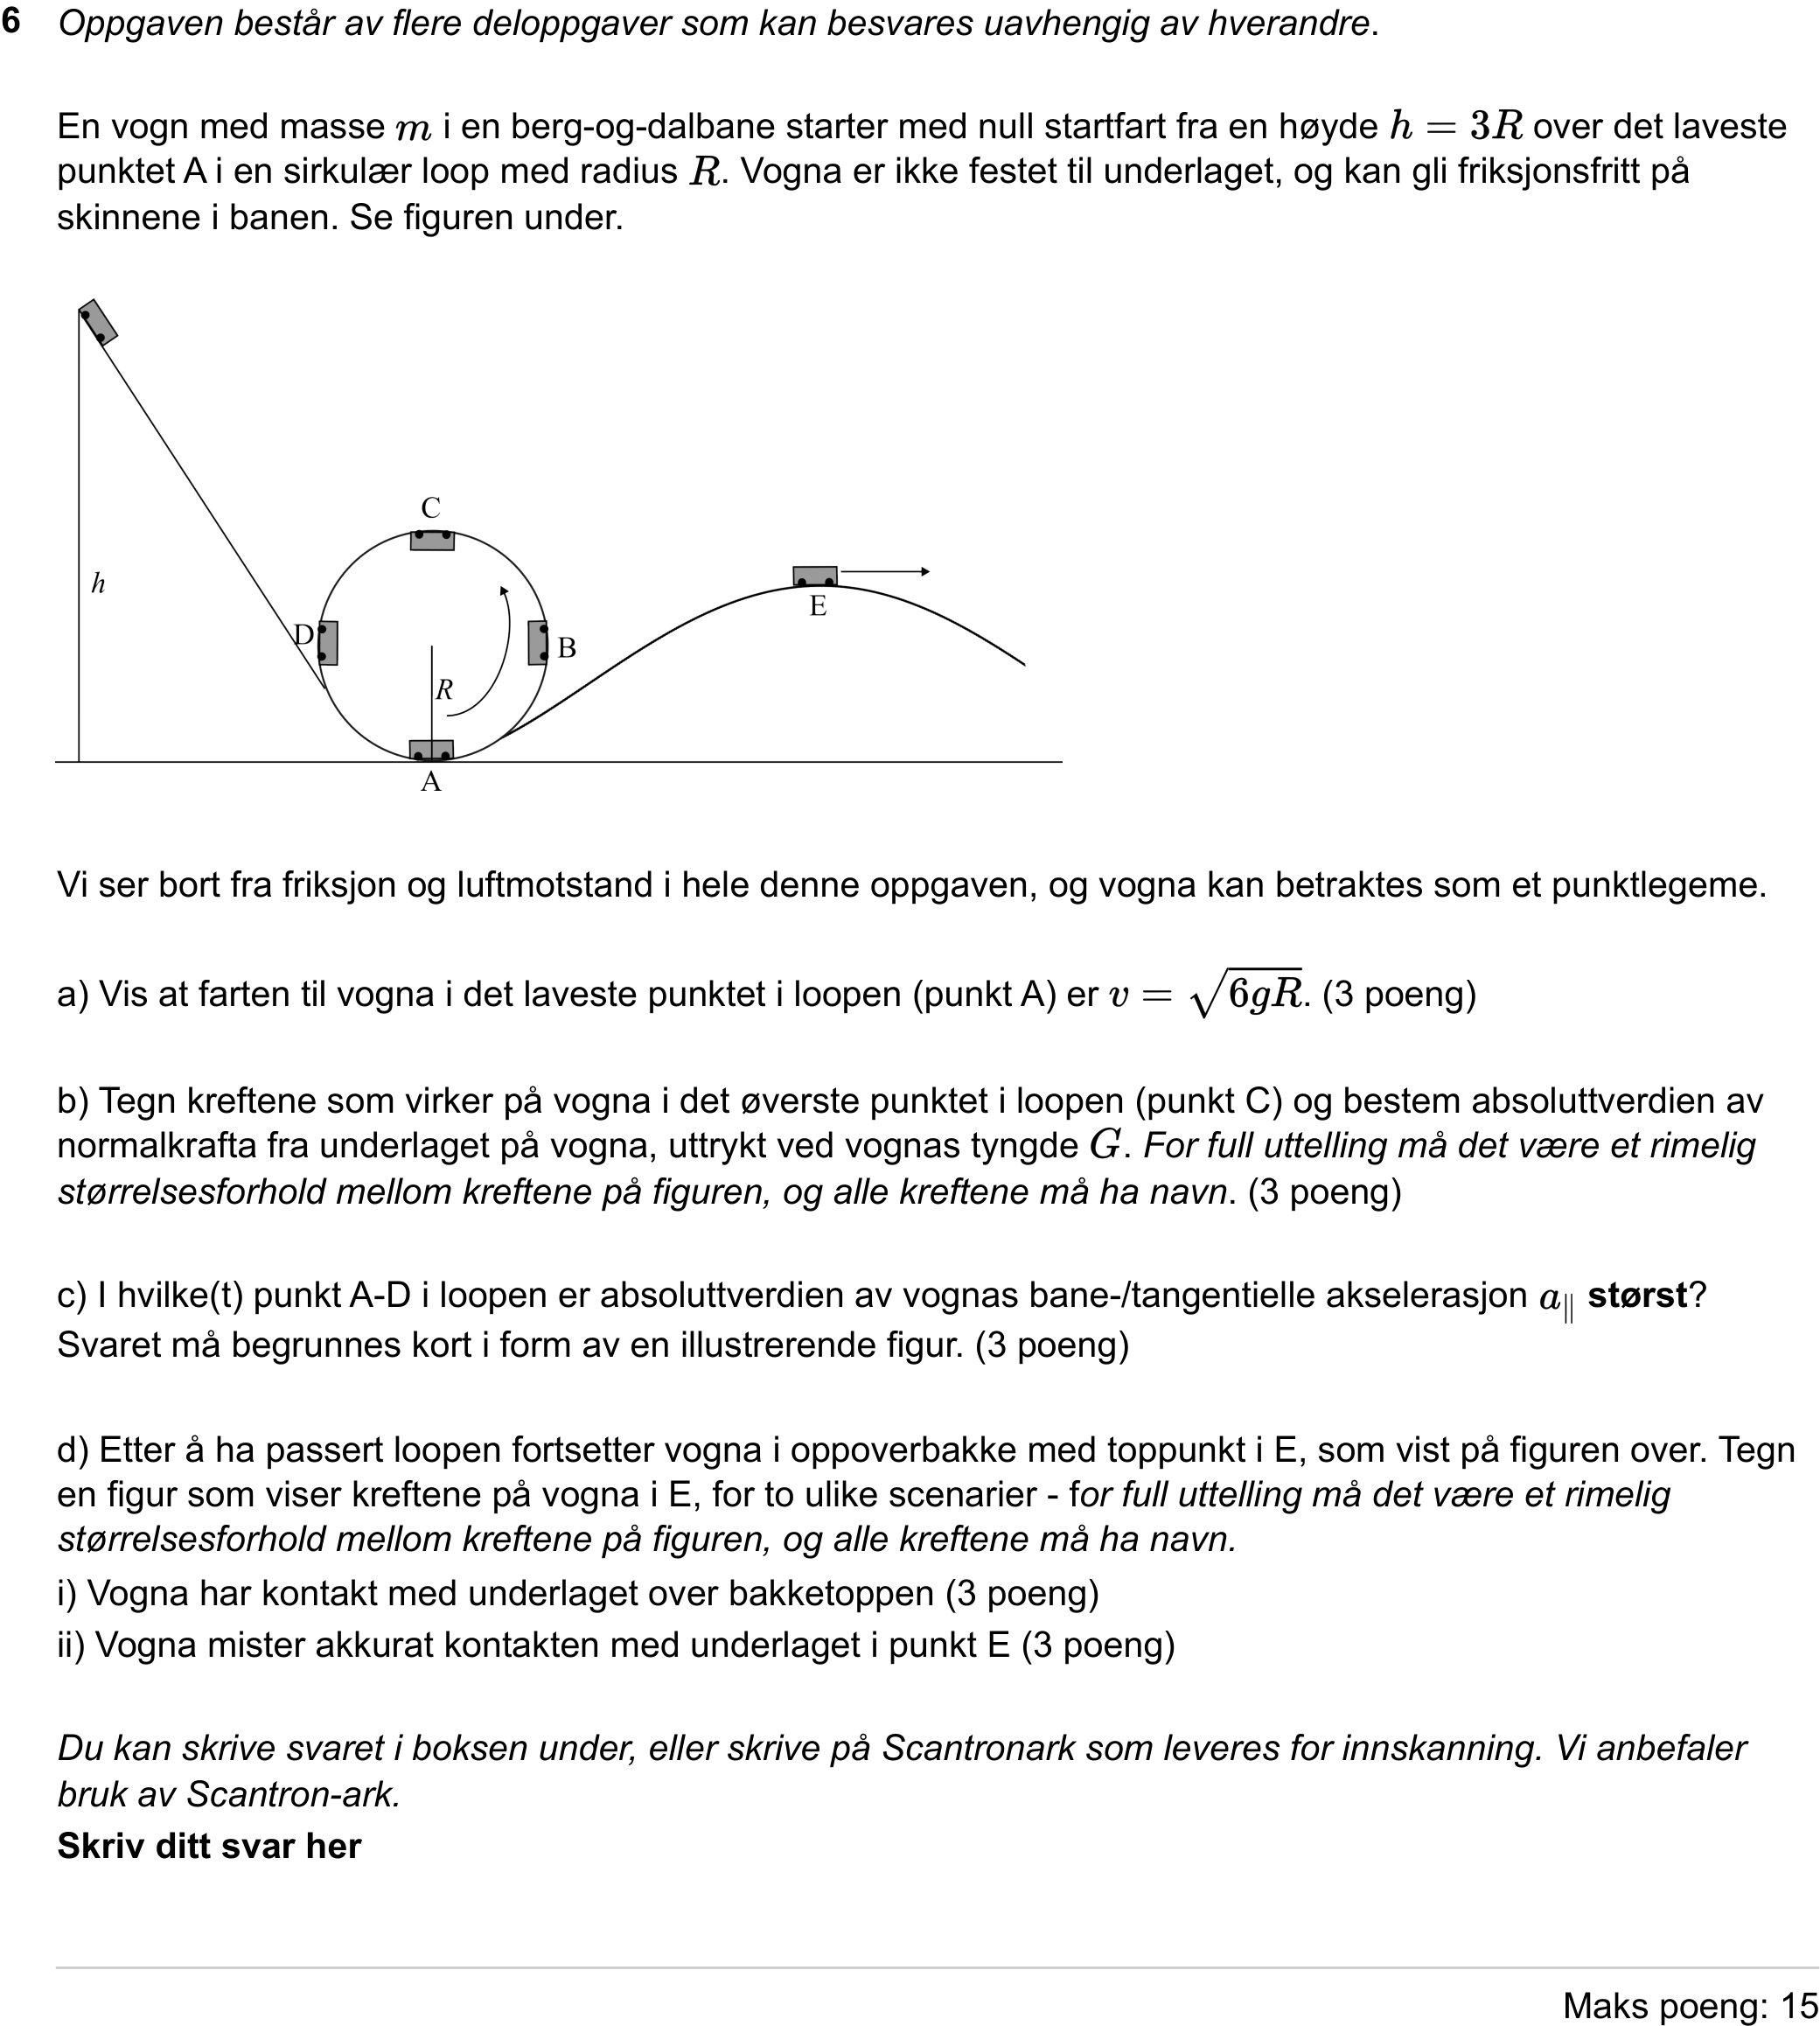 6 Oppgaven består av flere deloppgaver som kan besvares uavhengig av hverandre.
En vogn med masse m i en berg-og-dalbane starter med null startfart fra en høyde h = 3R over det laveste
punktet A i en sirkulær loop med radius R. Vogna er ikke festet til underlaget, og kan gli friksjonsfritt på
skinnene i banen. Se figuren under.
C
h
E
D
B
R
A
Vi ser bort fra friksjon og luftmotstand i hele denne oppgaven, og vogna kan betraktes som et punktlegeme.
a) Vis at farten til vogna i det laveste punktet i loopen (punkt A) er v = √6gR. (3 poeng)
b) Tegn kreftene som virker på vogna i det øverste punktet i loopen (punkt C) og bestem absoluttverdien av
normalkrafta fra underlaget på vogna, uttrykt ved vognas tyngde G. For full uttelling må det være et rimelig
størrelsesforhold mellom kreftene på figuren, og alle kreftene må ha navn. (3 poeng)
c) I hvilke(t) punkt A-D i loopen er absoluttverdien av vognas bane-/tangentielle akselerasjon a∥ størst?
Svaret må begrunnes kort i form av en illustrerende figur. (3 poeng)
d) Etter å ha passert loopen fortsetter vogna i oppoverbakke med toppunkt i E, som vist på figuren over. Tegn
en figur som viser kreftene på vogna i E, for to ulike scenarier - for full uttelling må det være et rimelig
størrelsesforhold mellom kreftene på figuren, og alle kreftene må ha navn.
i) Vogna har kontakt med underlaget over bakketoppen (3 poeng)
ii) Vogna mister akkurat kontakten med underlaget i punkt E (3 poeng)
Du kan skrive svaret i boksen under, eller skrive på Scantronark som leveres for innskanning. Vi anbefaler
bruk av Scantron-ark.
Skriv ditt svar her
Maks poeng: 15